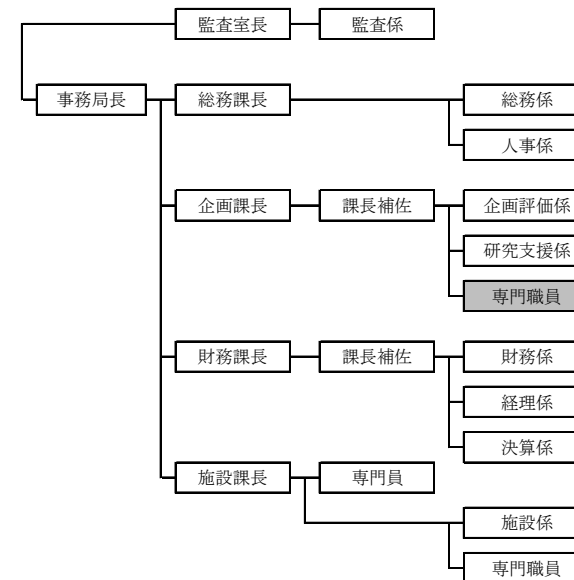 監査室長 監査係
事務局長 総務課長 総務係
人事係
企画課長 課長補佐 企画評価係
研究支援係
専門職員
財務課長 課長補佐 財務係
経理係
決算係
施設課長 専門員
施設係
専門職員